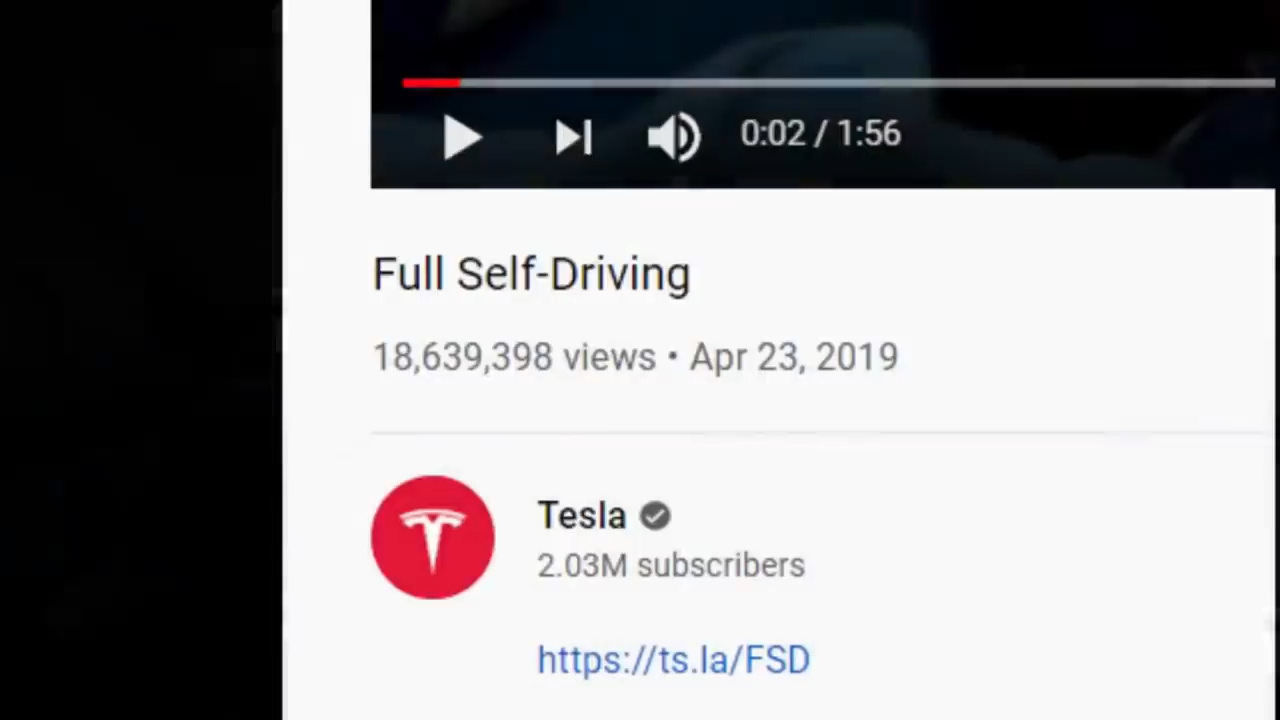 0:02 / 1:56
Full Self-Driving
18,639,398 views • Apr 23, 2019
Tesla
2.03M subscribers
https://ts.la/FSD